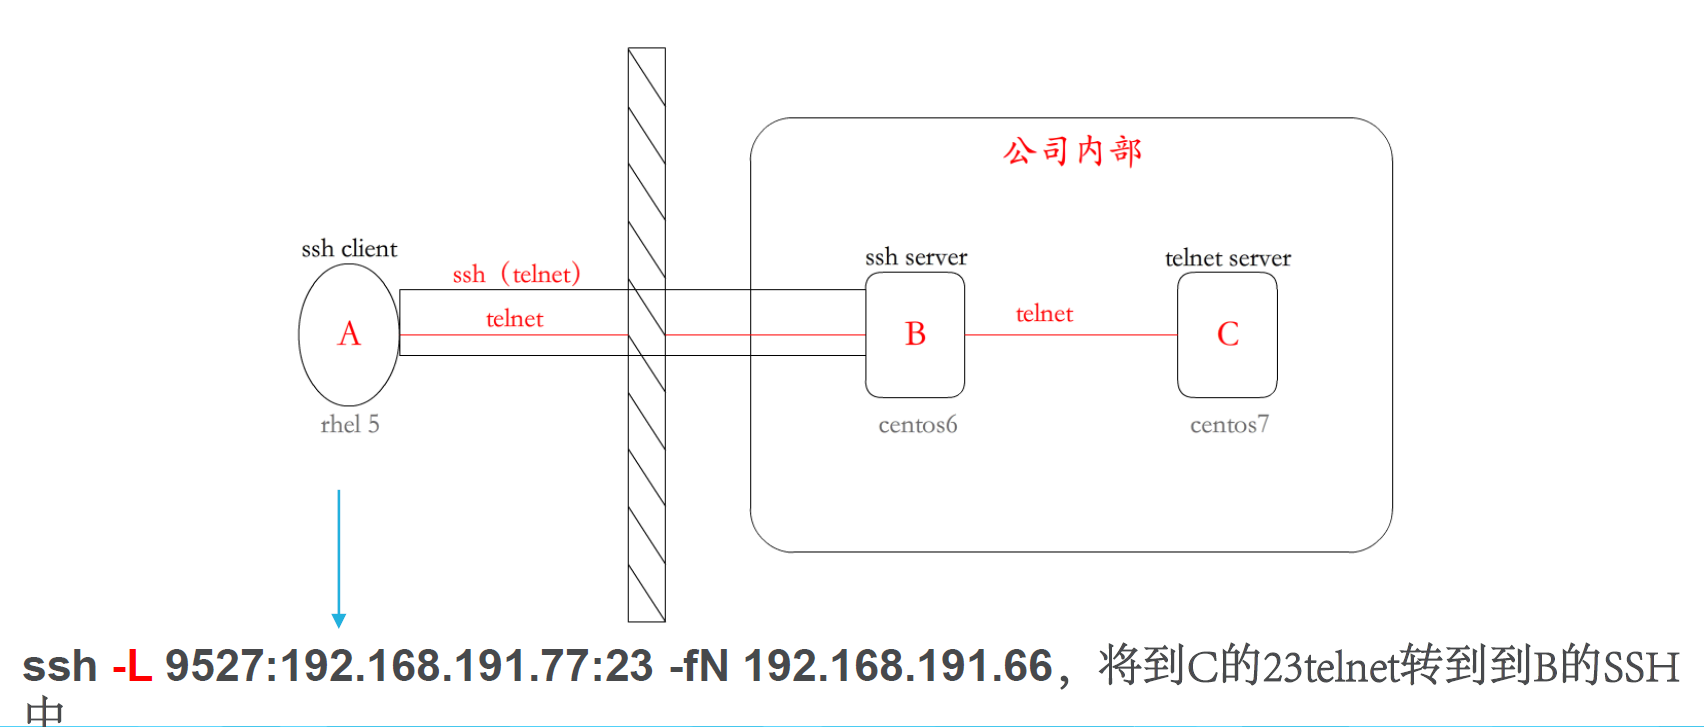 公司内部
ssh client
ssh server
telnet server
ssh（telnet）
telnet
telnet
A
B
C
rhel 5
centos6
centos7
ssh -L 9527:192.168.191.77:23 -fN 192.168.191.66，将到C的23telnet转到到B的SSH
中